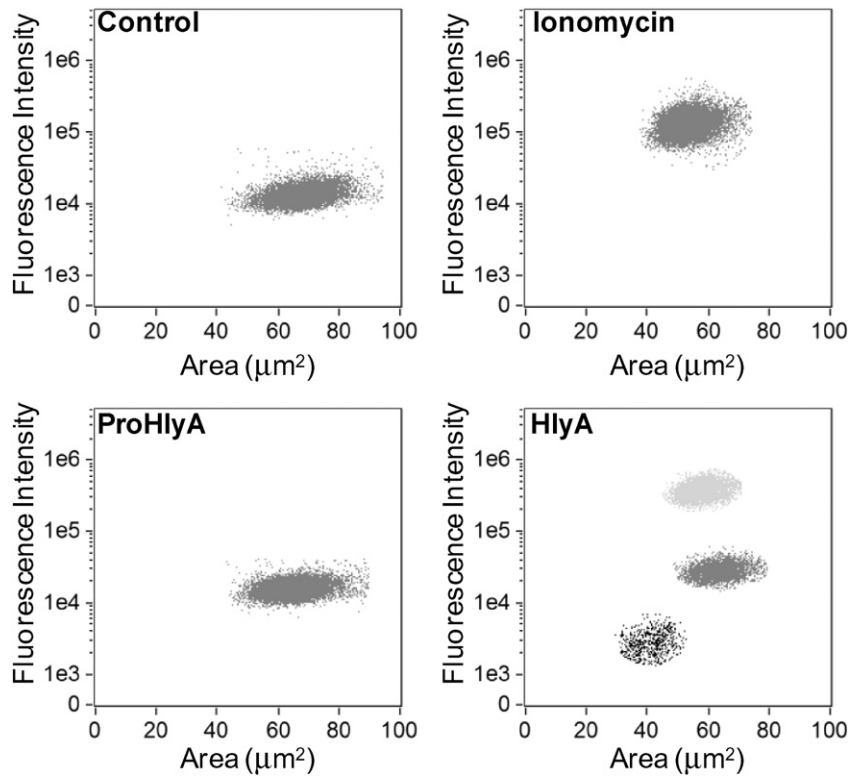 Control
Fluorescence Intensity
1e6
1e5
1e4
1e3
0
0 20 40 60 80 100
Area (μm²)
Ionomycin
Fluorescence Intensity
1e6
1e5
1e4
1e3
0
0 20 40 60 80 100
Area (μm²)
ProHlyA
Fluorescence Intensity
1e6
1e5
1e4
1e3
0
0 20 40 60 80 100
Area (μm²)
HlyA
Fluorescence Intensity
1e6
1e5
1e4
1e3
0
0 20 40 60 80 100
Area (μm²)